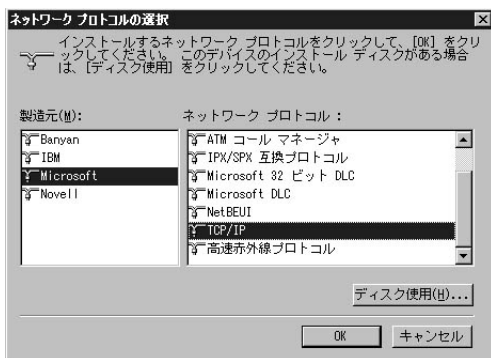 ネットワーク プロトコルの選択
インストールするネットワーク プロトコルをクリックして、[OK] をクリ
ックしてください。 このデバイスのインストール ディスクがある場合
は、[ディスク使用] をクリックしてください。
製造元(M):
ネットワーク プロトコル :
Banyan
IBM
Microsoft
Novell
ATM コール マネージャ
IPX/SPX 互換プロトコル
Microsoft 32 ビット DLC
Microsoft DLC
NetBEUI
TCP/IP
高速赤外線プロトコル
ディスク使用(H)...
OK
キャンセル